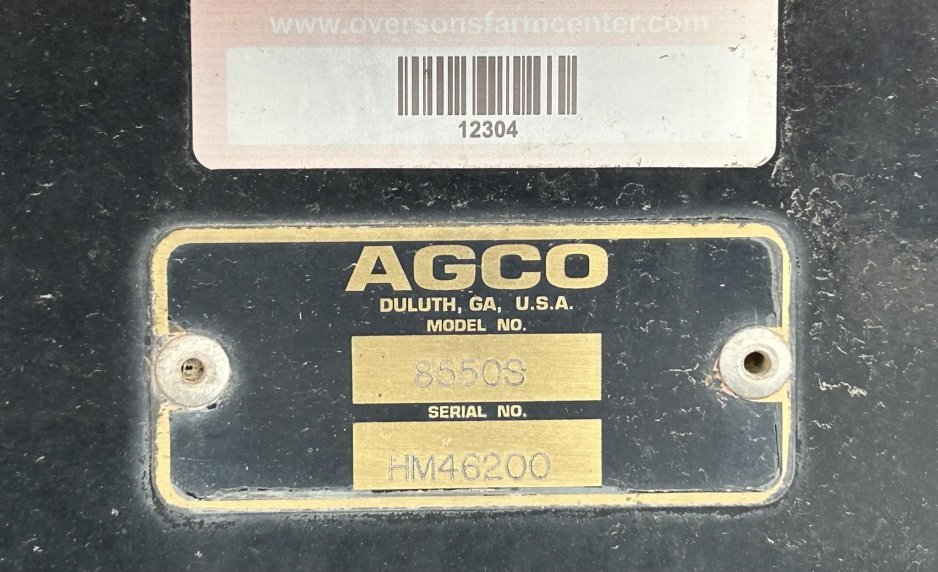 www.oversonsfarmcenter.com
12304
AGCO
DULUTH, GA, U.S.A.
MODEL NO.
8550S
SERIAL NO.
HM46200